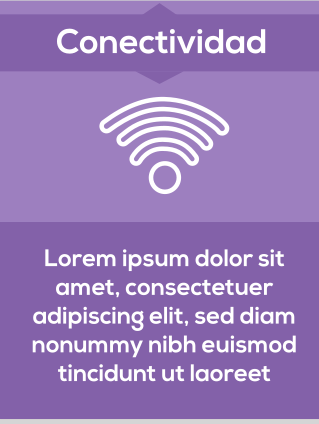 Conectividad
Lorem ipsum dolor sit
amet, consectetuer
adipiscing elit, sed diam
nonummy nibh euismod
tincidunt ut laoreet